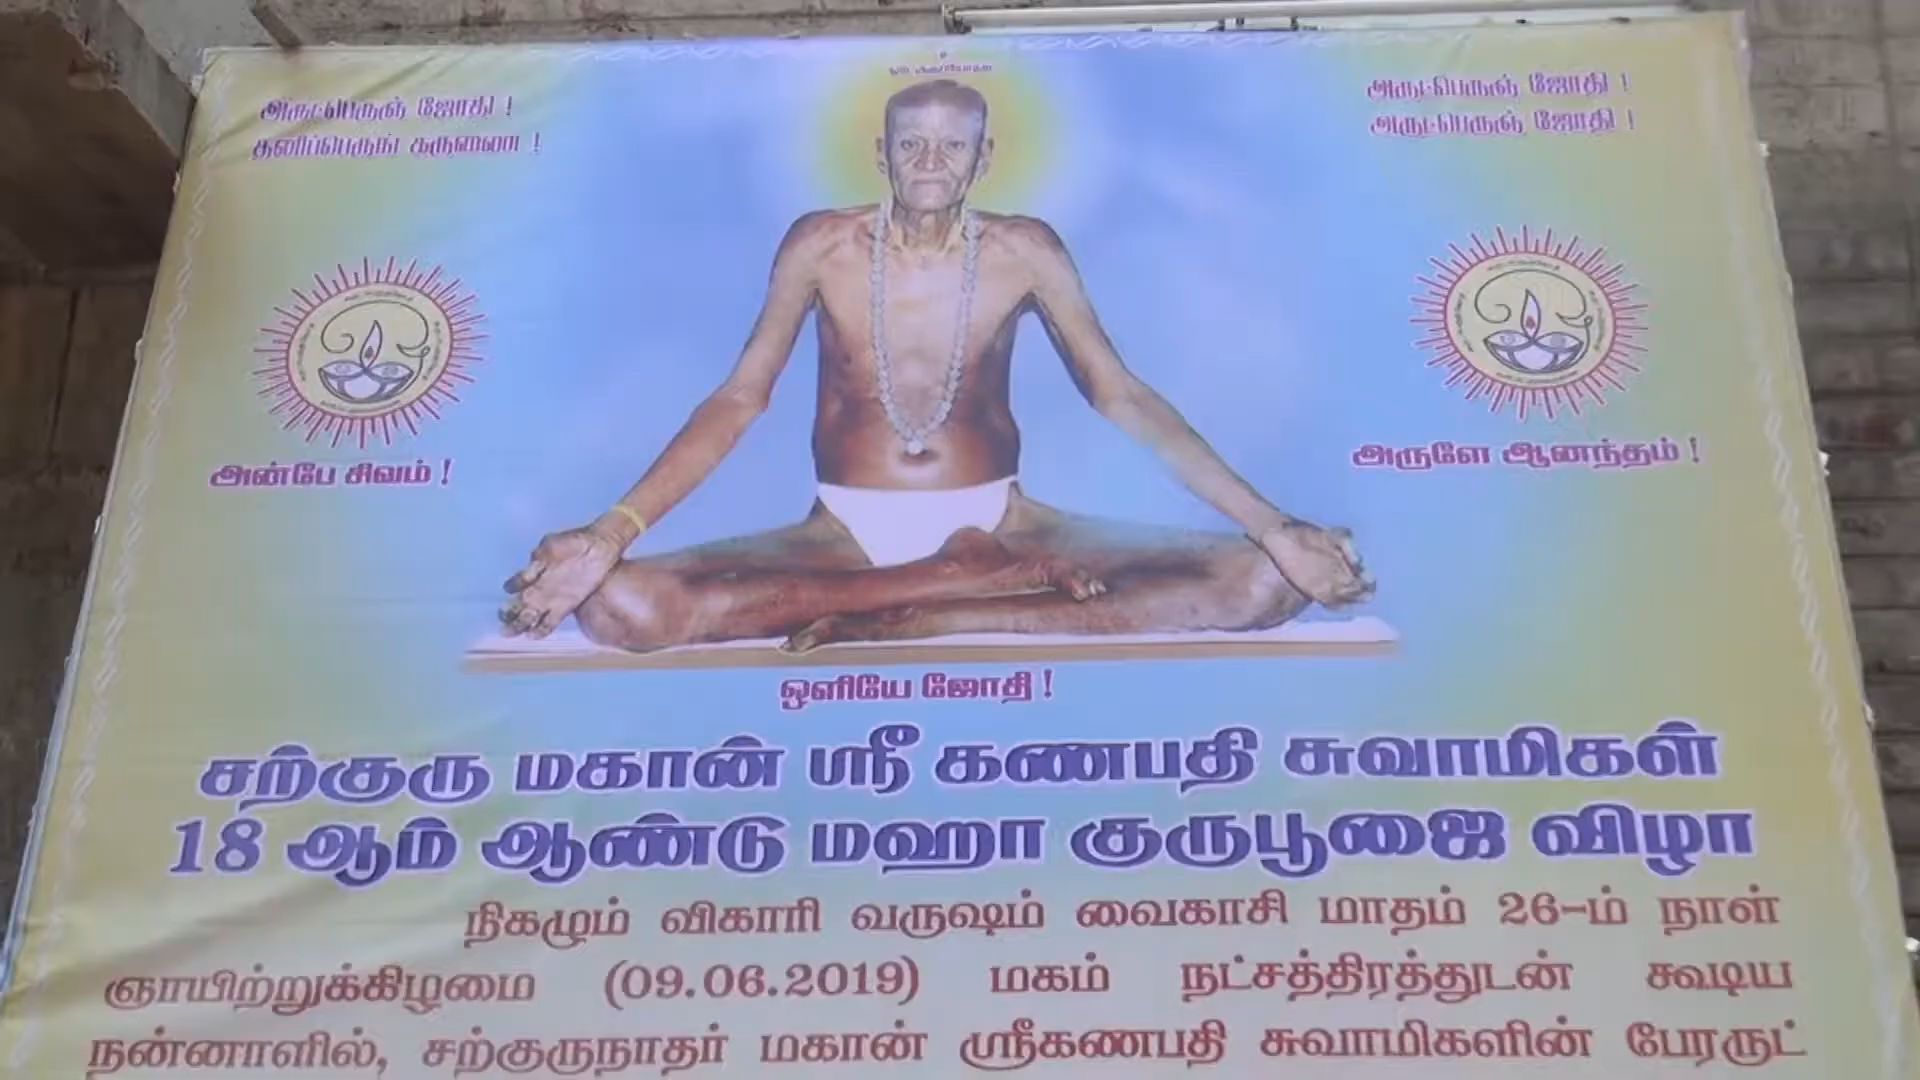 அருட்பெருஞ் ஜோதி !
தனிப்பெருங் கருணை !
அருட்பெருஞ் ஜோதி !
அருட்பெருஞ் ஜோதி !
அன்பே சிவம் !
அருளே ஆனந்தம் !
ஒளியே ஜோதி !
சற்குரு மகான் ஸ்ரீ கணபதி சுவாமிகள்
18 ஆம் ஆண்டு மஹா குருபூஜை விழா
நிகழும் விகாரி வருஷம் வைகாசி மாதம் 26-ம் நாள்
ஞாயிற்றுக்கிழமை (09.06.2019) மகம் நட்சத்திரத்துடன் கூடிய
நன்னாளில், சற்குருநாதர் மகான் ஸ்ரீகணபதி சுவாமிகளின் பேரருட்